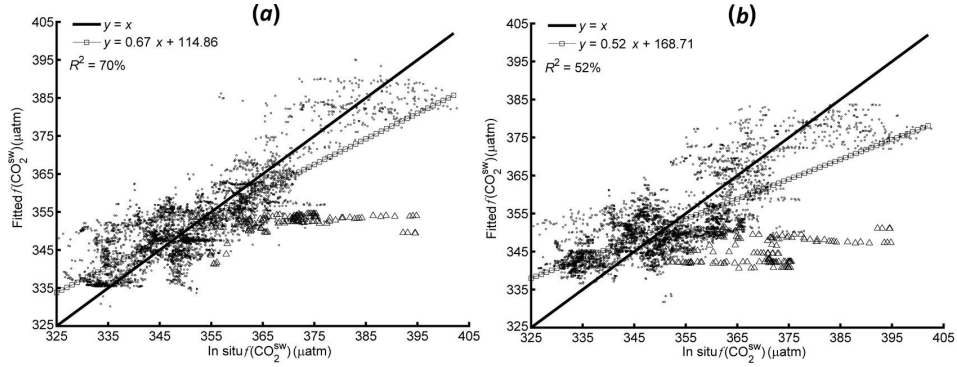 (a)
y = x
y = 0.67 x + 114.86
R² = 70%
405
395
385
375
365
355
345
335
325
Fitted f(CO₂ˢʷ)(µatm)
325 335 345 355 365 375 385 395 405
In situ f(CO₂ˢʷ)(µatm)
(b)
y = x
y = 0.52 x + 168.71
R² = 52%
405
395
385
375
365
355
345
335
325
Fitted f(CO₂ˢʷ)(µatm)
325 335 345 355 365 375 385 395 405
In situ f(CO₂ˢʷ)(µatm)